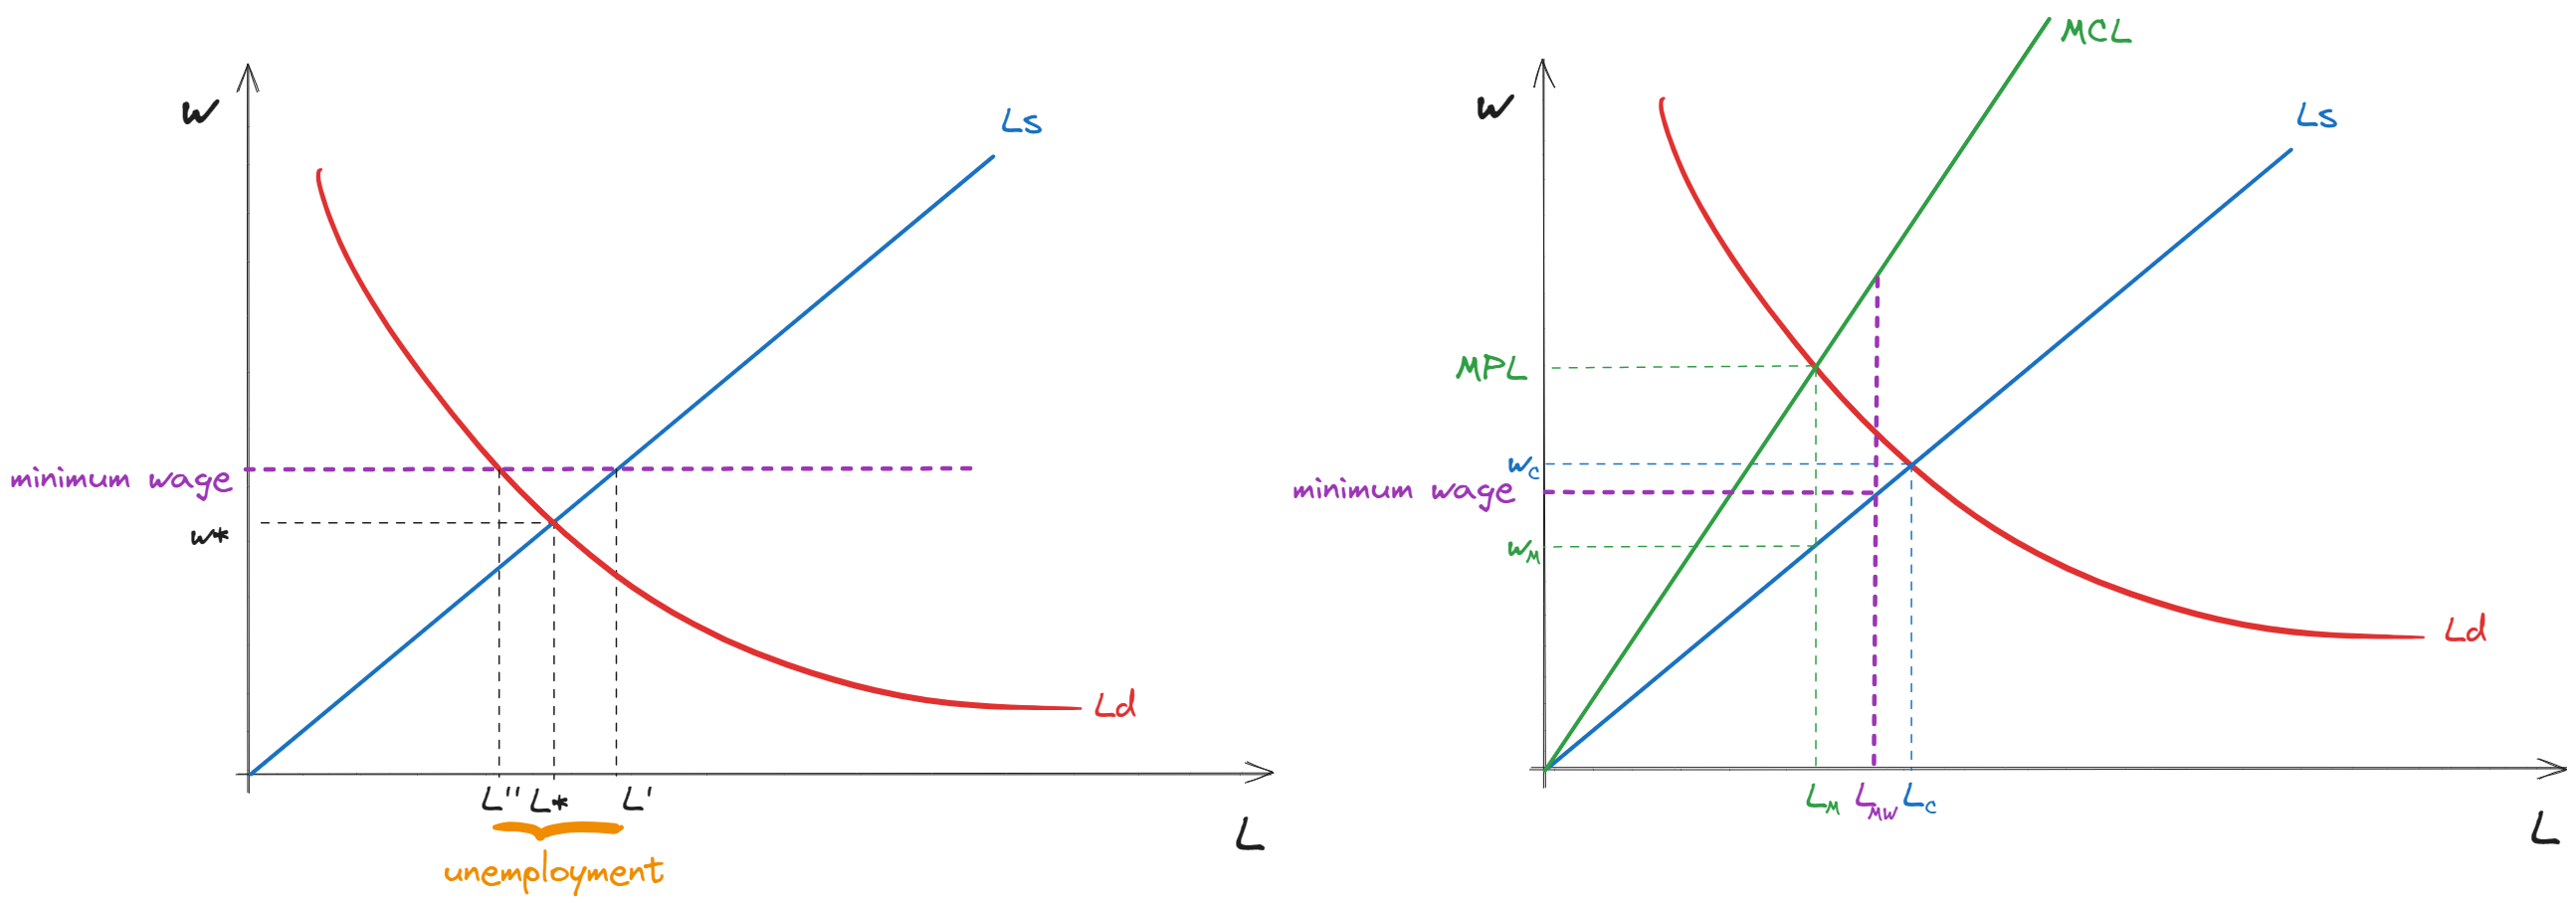 W
Ls
minimum wage
w*
Ld
L" L* L'
L
unemployment
MCL
W
Ls
MPL
wc
minimum wage
wM
Ld
LM LMW Lc
L